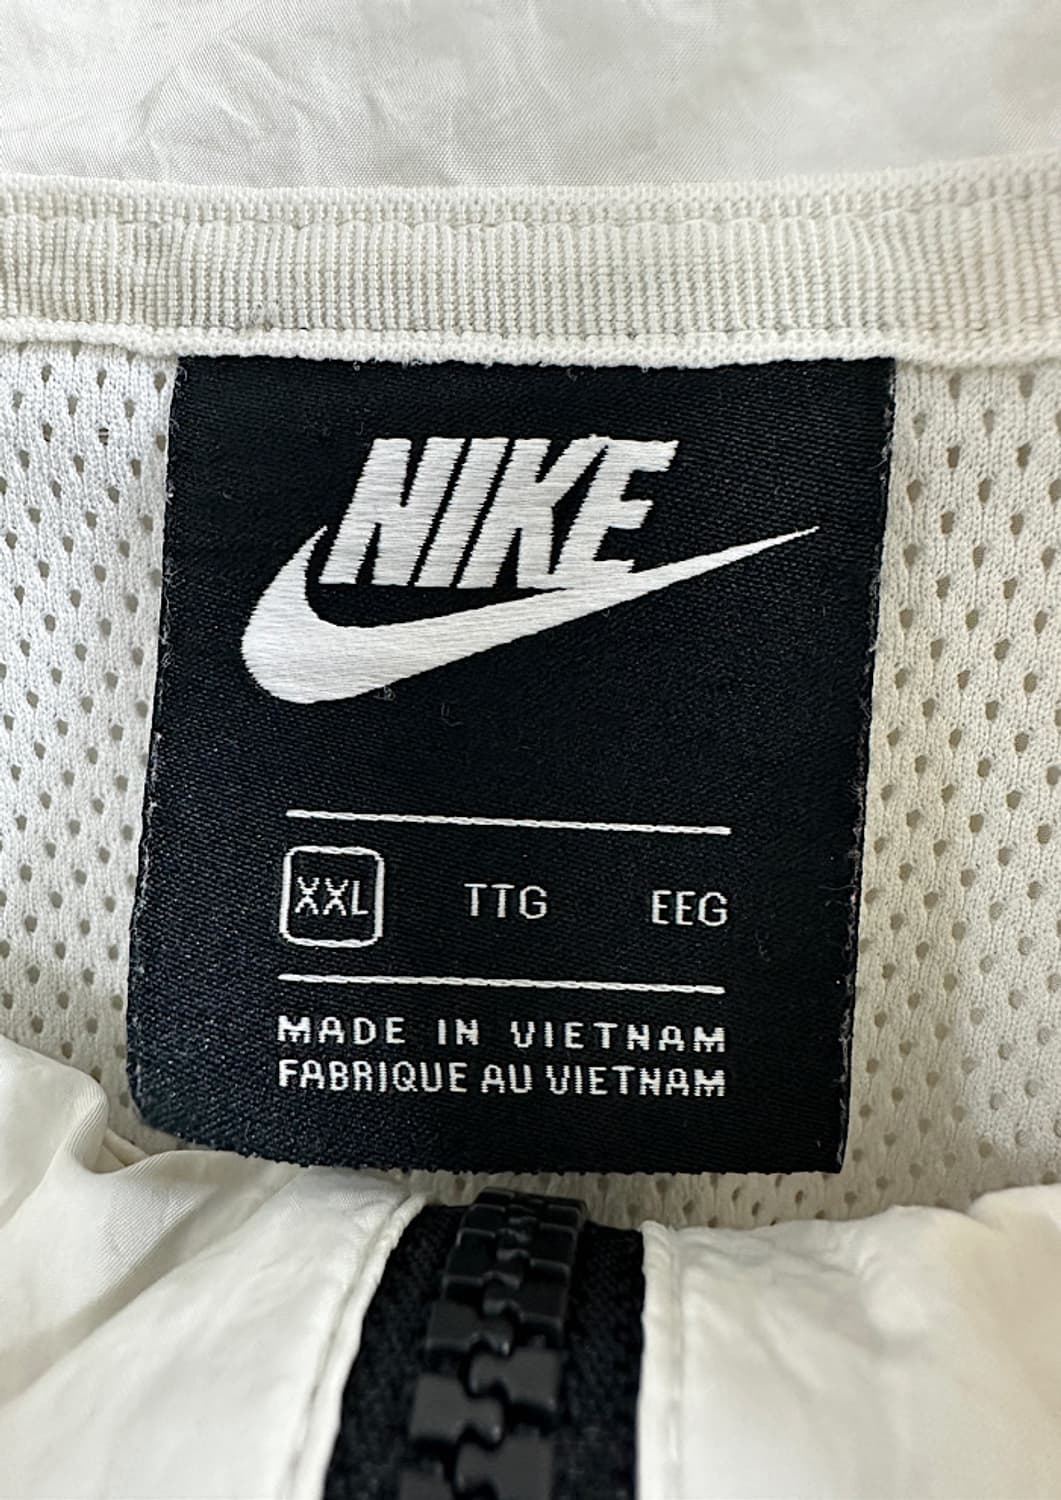 NIKE
XXL TTG EEG
MADE IN VIETNAM
FABRIQUE AU VIETNAM